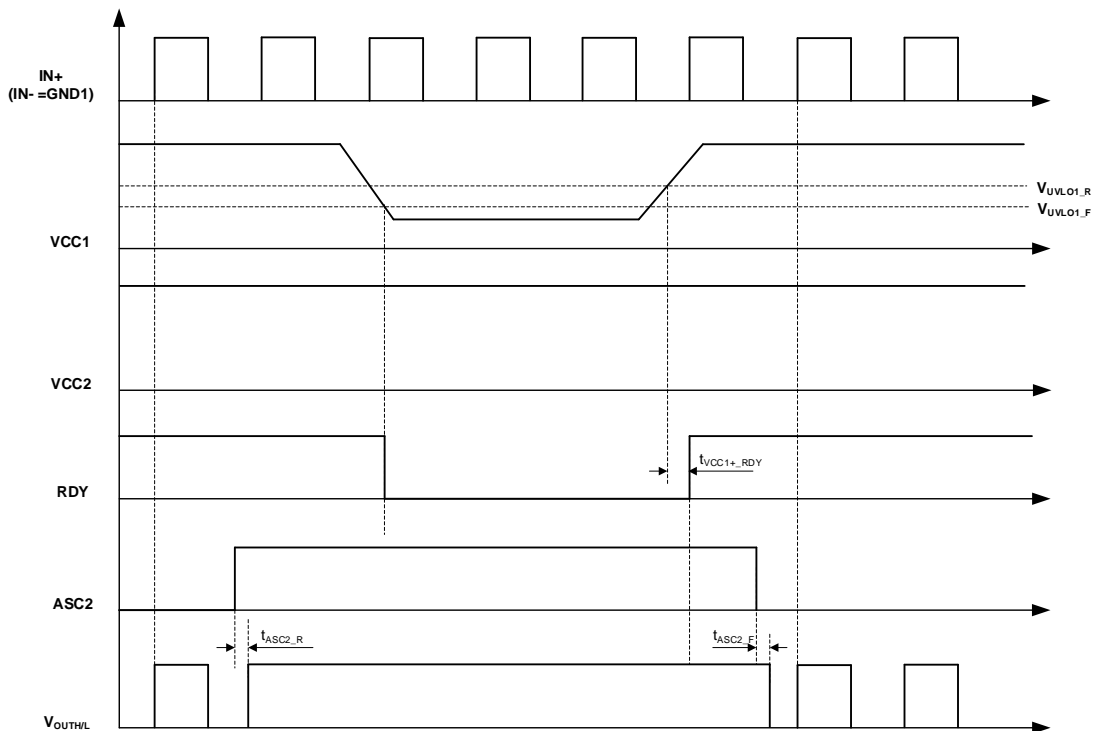 IN+
(IN- =GND1)
VUVLO1_R
VUVLO1_F
VCC1
VCC2
tVCC1+_RDY
RDY
ASC2
tASC2_R
tASC2_F
VOUTH/L